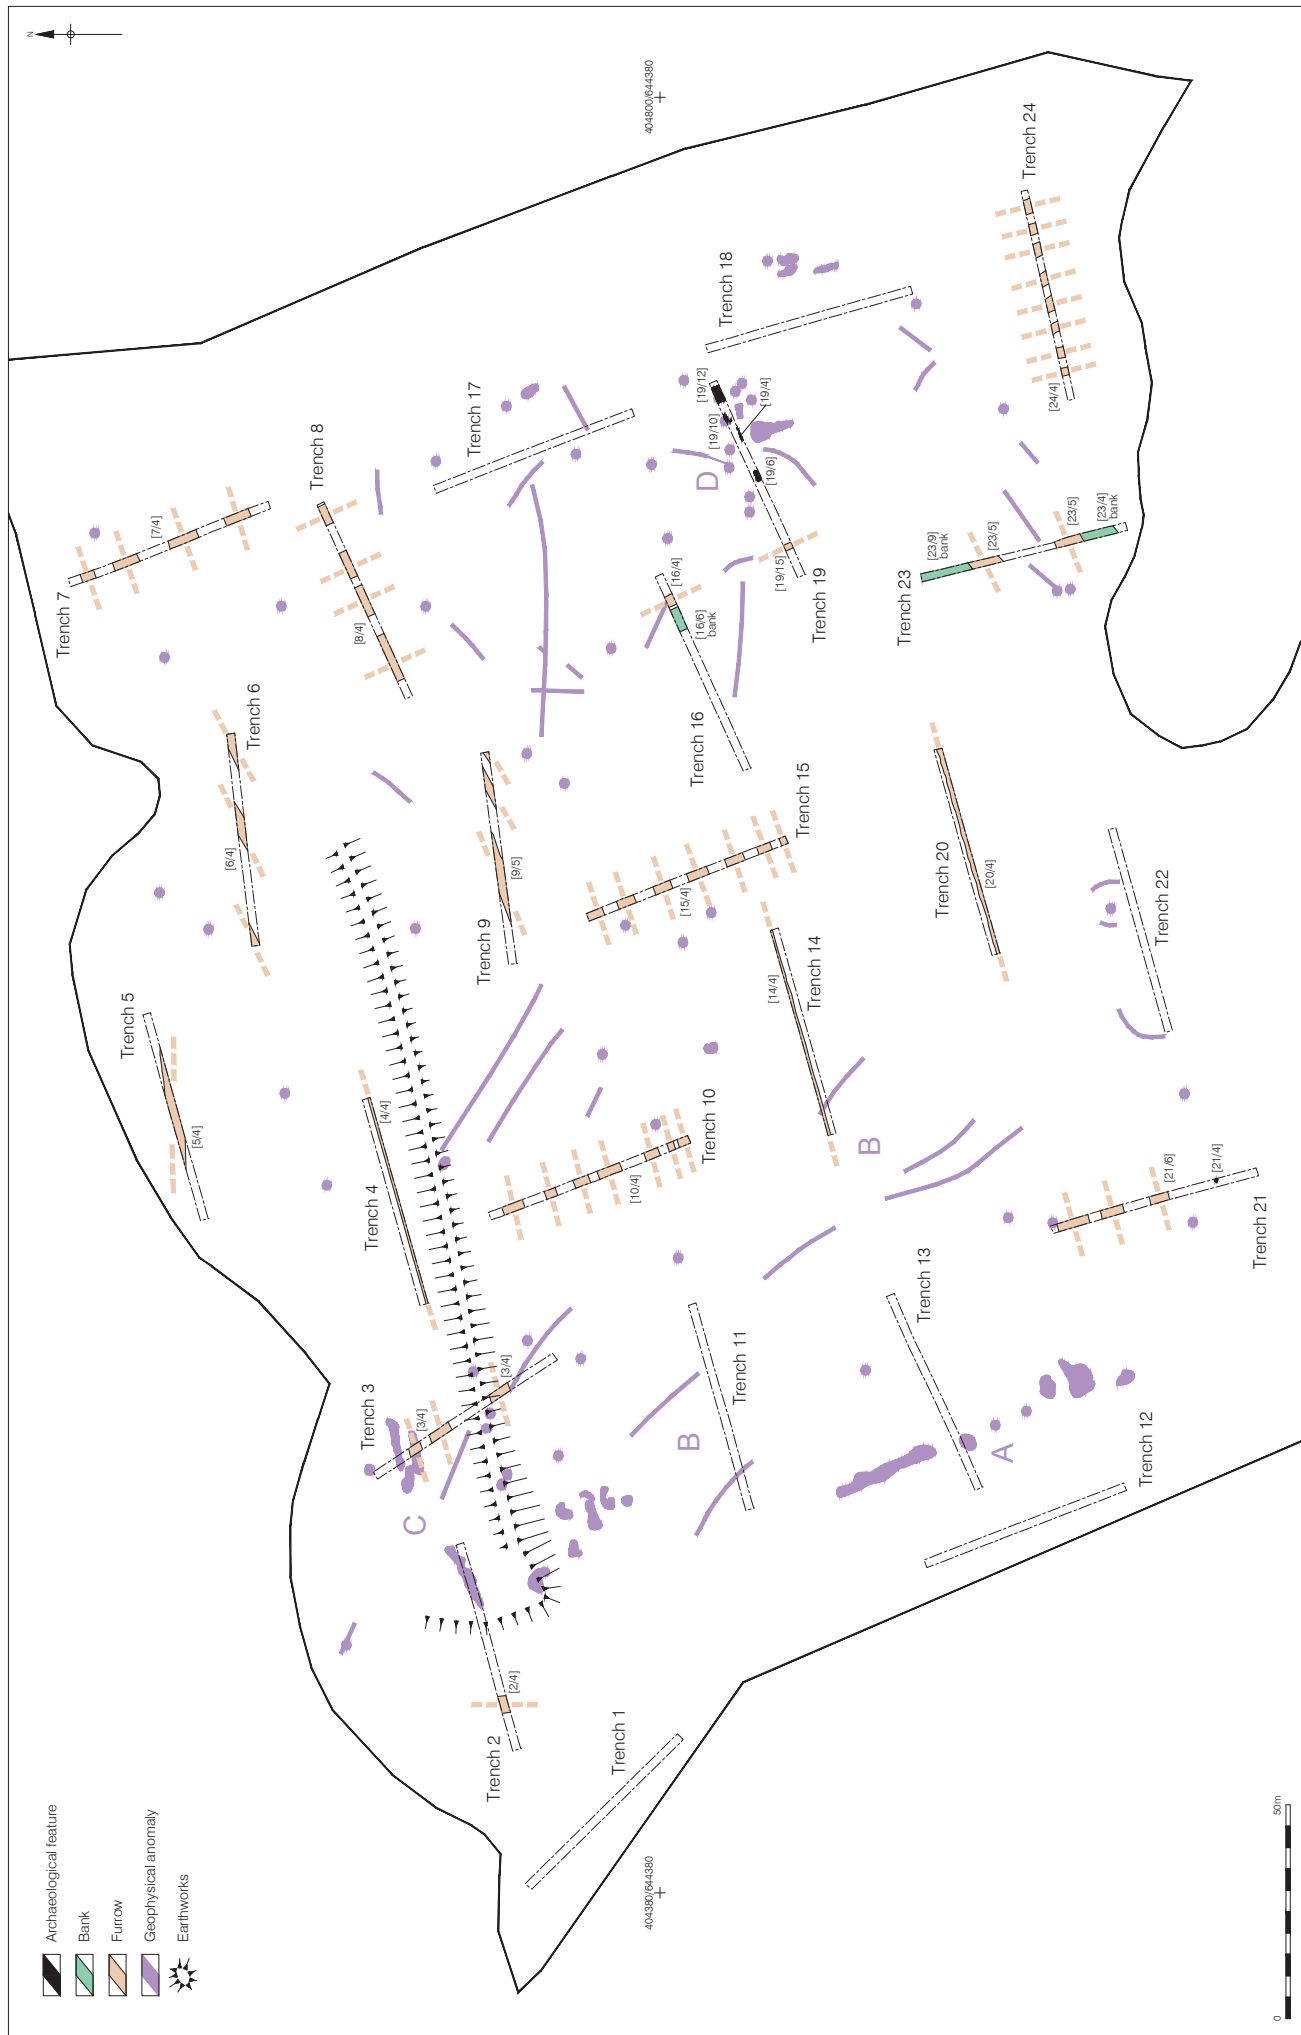 N
404800/644380
Trench 24
[24/4]
Trench 18
Trench 17
[19/12]
[19/10]
[19/4]
D
[19/6]
[19/15]
Trench 19
Trench 8
[8/4]
[7/4]
Trench 7
[23/9]
bank
[23/5]
[23/5]
[23/4]
bank
Trench 23
[16/4]
[16/6]
bank
Trench 16
Trench 6
[6/4]
Trench 15
[15/4]
[9/5]
Trench 9
Trench 20
[20/4]
Trench 22
Trench 14
[14/4]
Trench 5
[5/4]
[4/4]
Trench 4
Trench 10
[10/4]
B
[21/6]
[21/4]
Trench 21
Trench 13
Trench 11
B
Trench 3
[3/4]
[3/4]
C
A
Trench 12
[2/4]
Trench 2
Trench 1
404380/644380
Archaeological feature
Bank
Furrow
Geophysical anomaly
Earthworks
0
50m